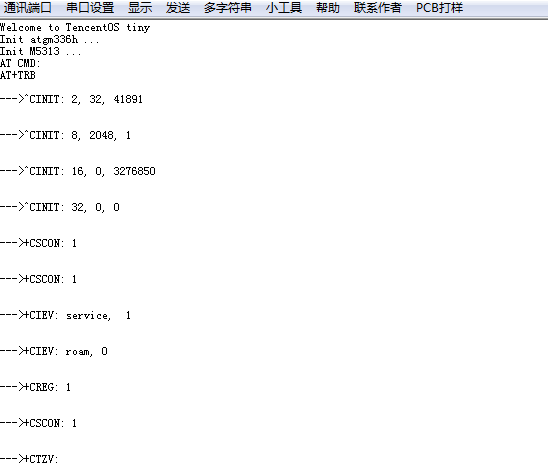 通讯端口 串口设置 显示 发送 多字符串 小工具 帮助 联系作者 PCB打样
Welcome to TencentOS tiny
Init atgm336h ...
Init M5313 ...
AT CMD:
AT+TRB
--->^CINIT: 2, 32, 41891
--->^CINIT: 8, 2048, 1
--->^CINIT: 16, 0, 3276850
--->^CINIT: 32, 0, 0
--->+CSCON: 1
--->+CSCON: 1
--->+CIEV: service,  1
--->+CIEV: roam, 0
--->+CREG: 1
--->+CSCON: 1
--->+CTZV: